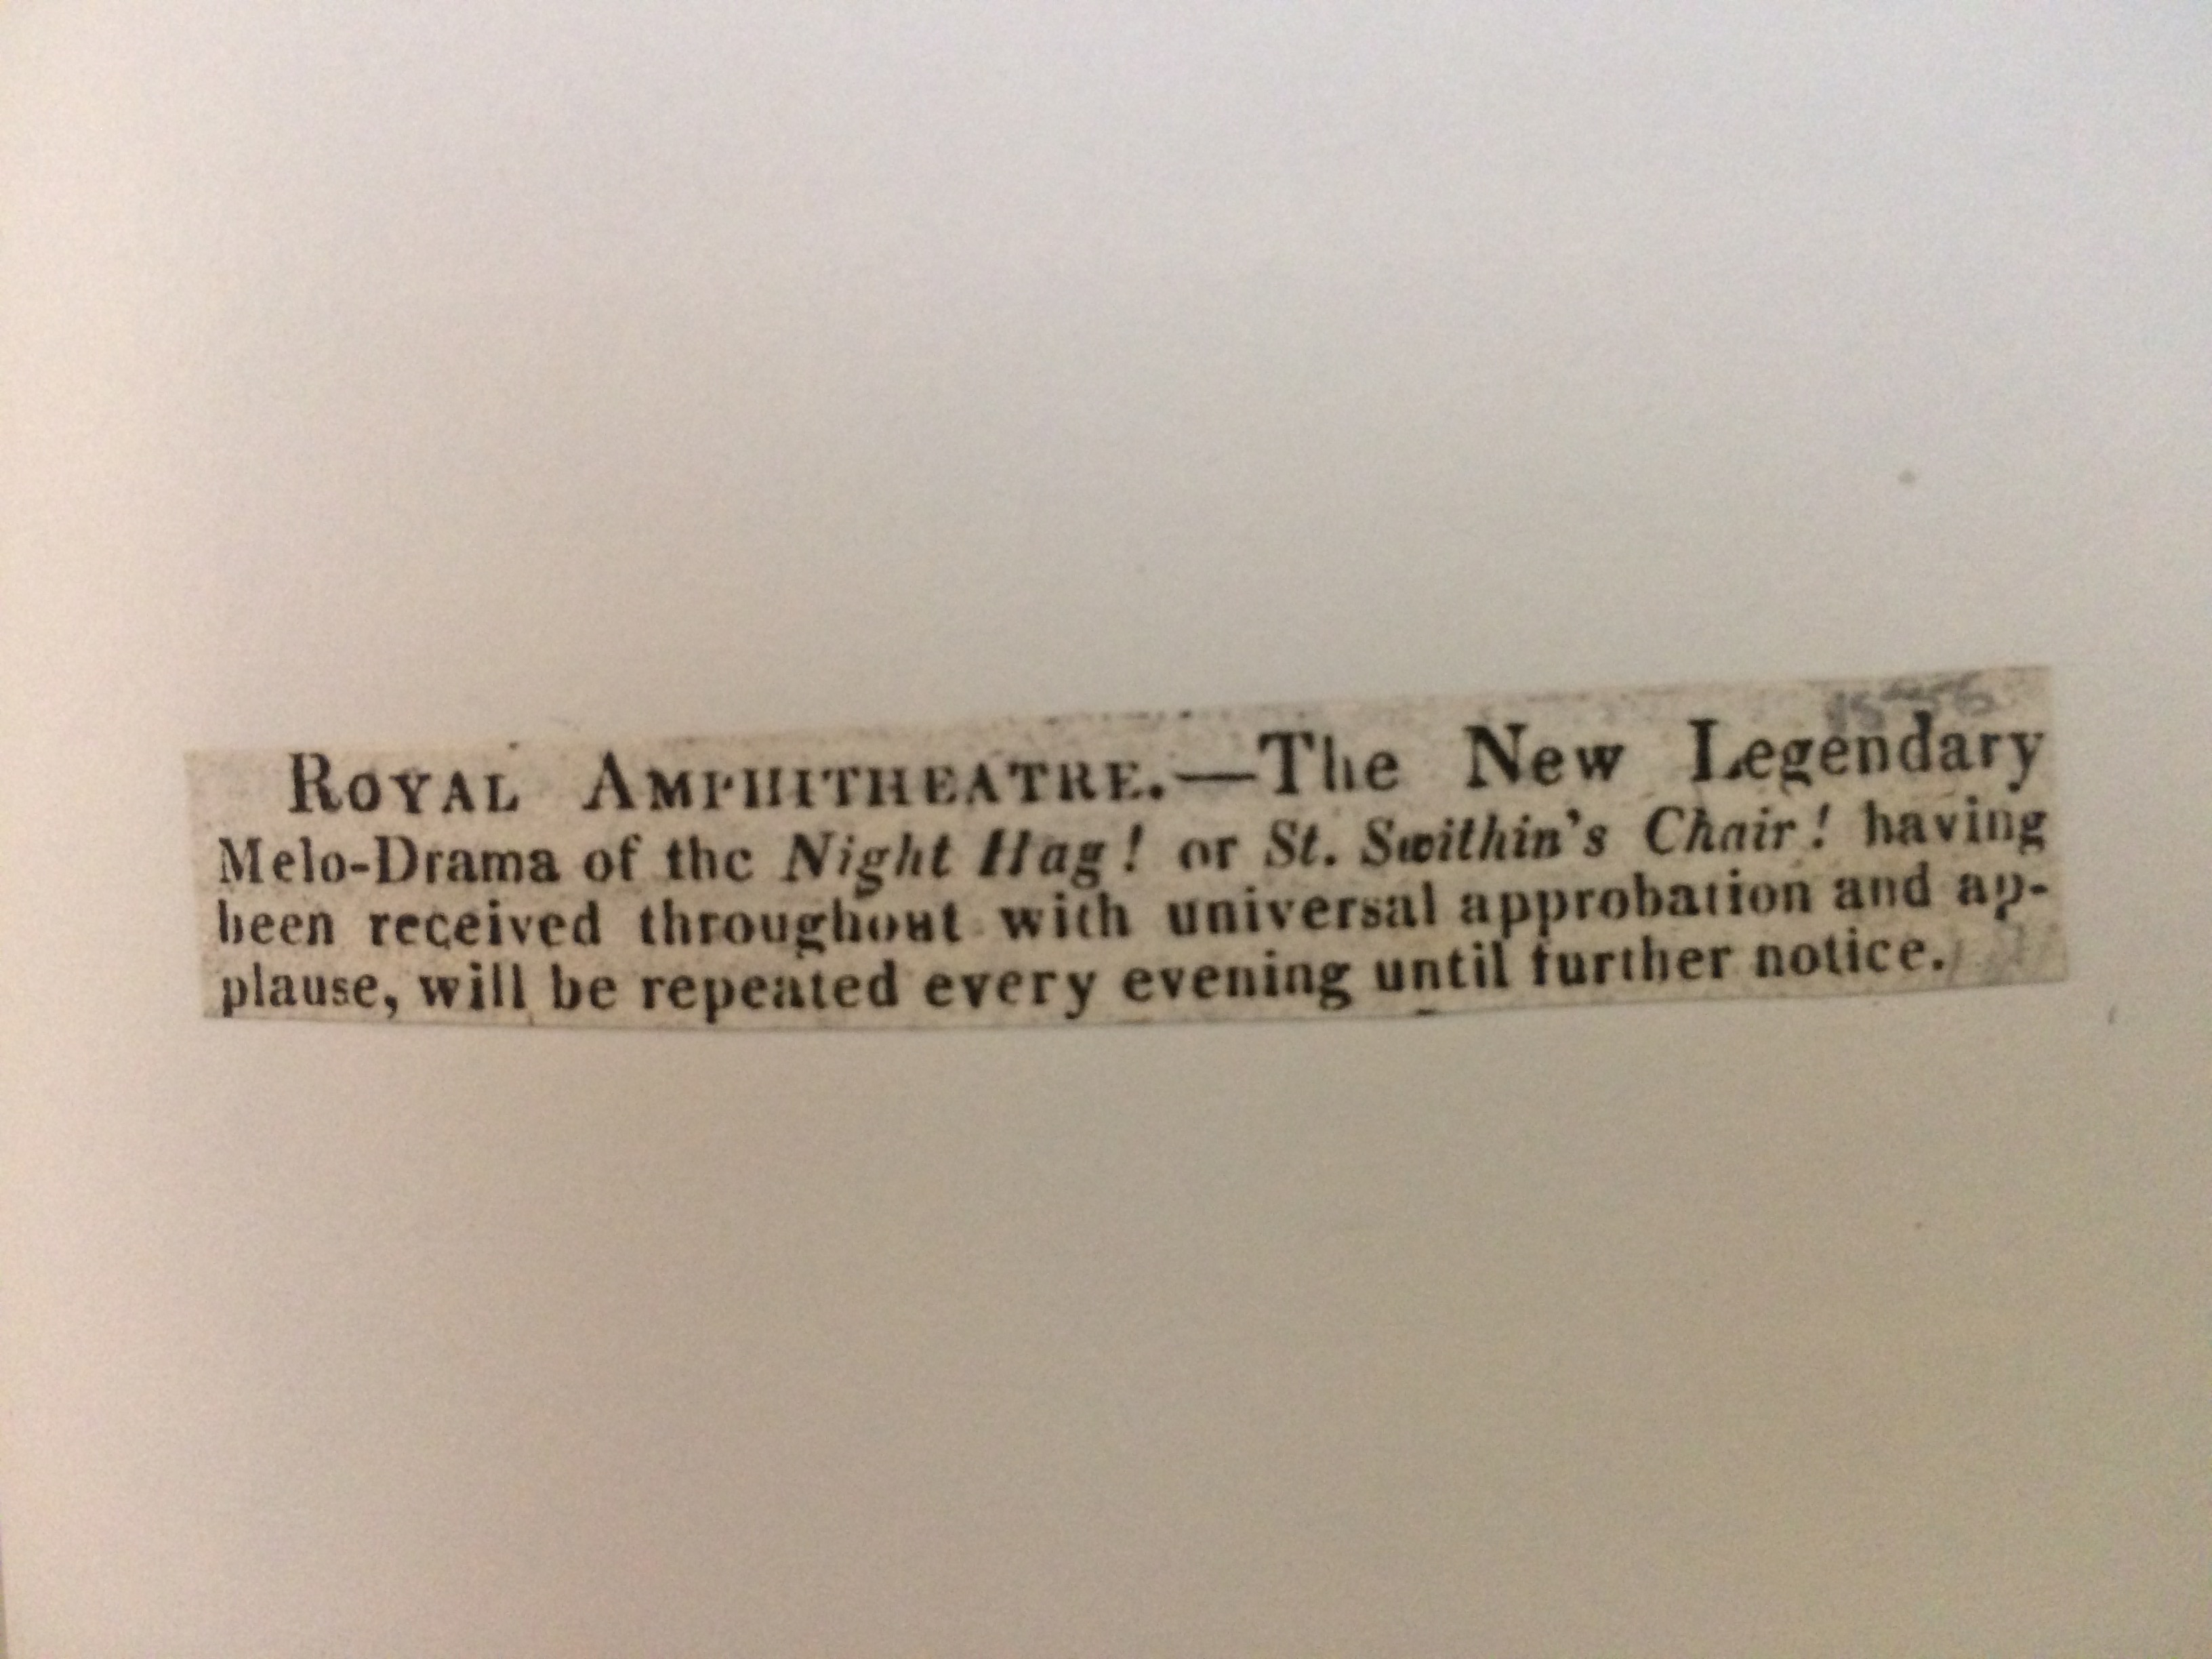 ROYAL AMPHITHEATRE.—The New Legendary
Melo-Drama of the Night Hag! or St. Swithin's Chair! having
been received throughout with universal approbation and ap-
plause, will be repeated every evening until further notice.